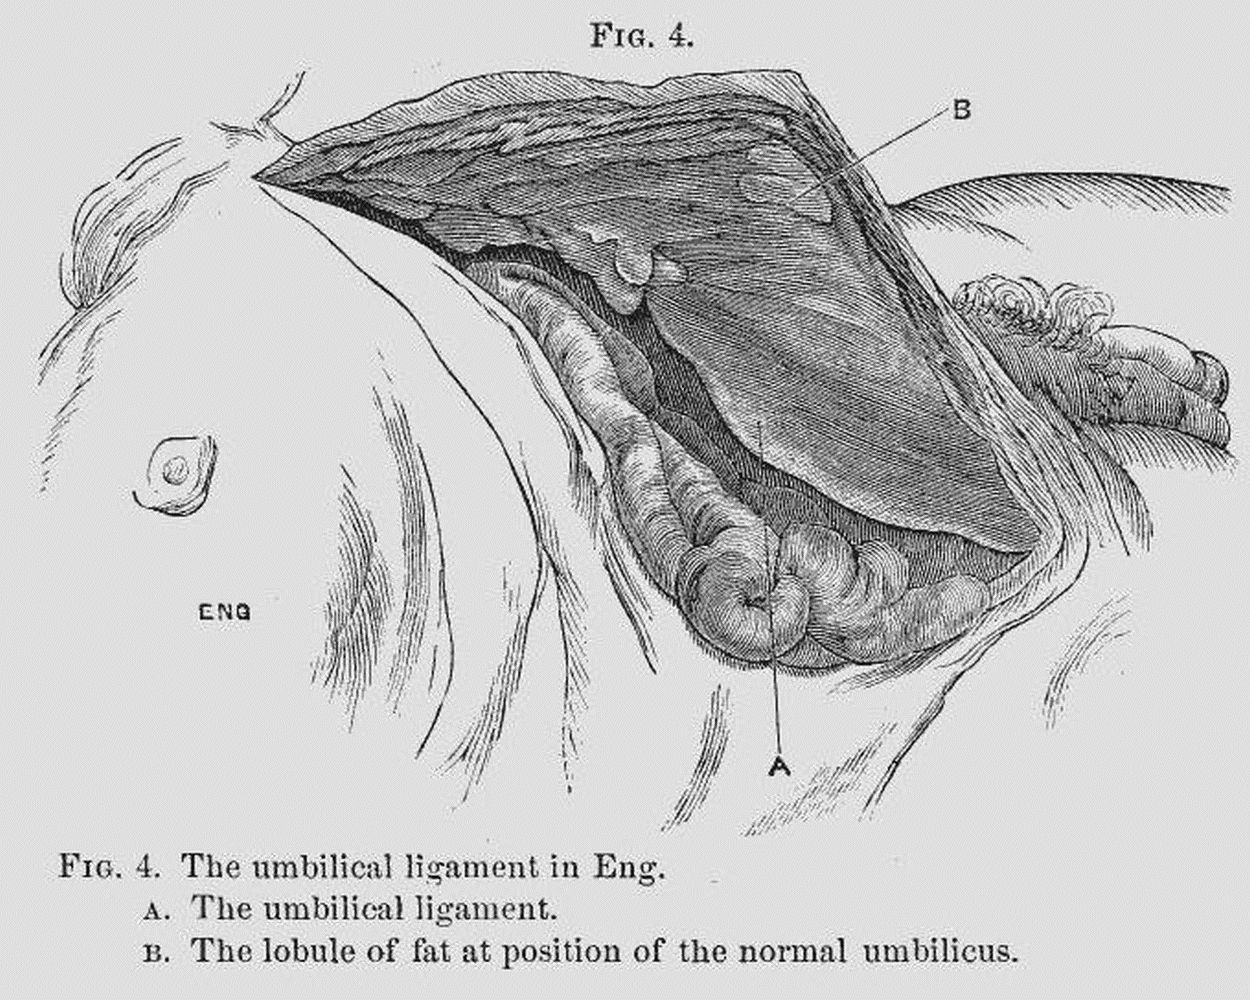 FIG. 4.
B
ENG
A
FIG. 4. The umbilical ligament in Eng.
A. The umbilical ligament.
B. The lobule of fat at position of the normal umbilicus.